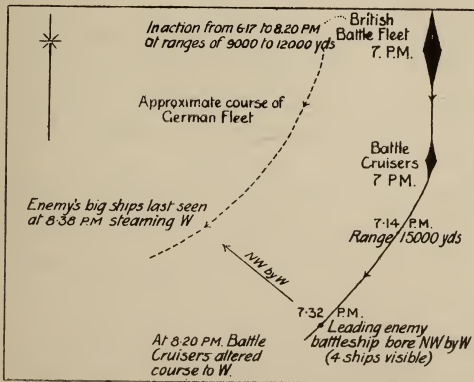 In action from 6·17 to 8.20 PM
at ranges of 9000 to 12000 yds
British
Battle Fleet
7. P.M.
Approximate course of
German Fleet
Battle
Cruisers
7 P.M.
Enemy's big ships last seen
at 8·38 P.M steaming W
7·14 P.M.
Range 15000 yds
NW by W
7·32 P.M.
Leading enemy
battleship bore NW by W
(4 ships visible)
At 8·20 P.M. Battle
Cruisers altered
course to W.